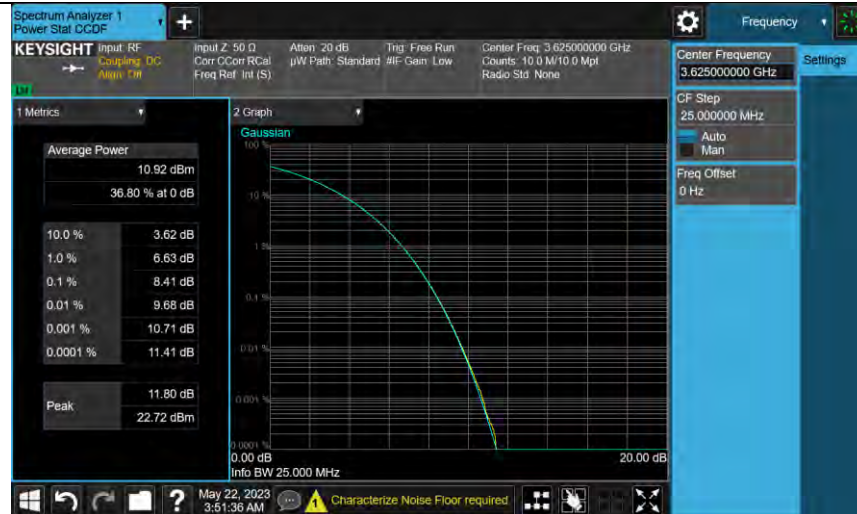 Spectrum Analyzer 1
Power Stat CCDF
+
Frequency
KEYSIGHT
Input: RF
Coupling: DC
Align: Off
Input Z: 50 Ω
Corr CCorr RCal
Freq Ref: Int (S)
Atten: 20 dB
µW Path: Standard
Trig: Free Run
#IF Gain: Low
Center Freq: 3.625000000 GHz
Counts: 10.0 M/10.0 Mpt
Radio Std: None
Center Frequency
3.625000000 GHz
Settings
CF Step
25.000000 MHz
Auto
Man
Freq Offset
0 Hz
1 Metrics
Average Power
10.92 dBm
36.80 % at 0 dB
10.0 % 3.62 dB
1.0 % 6.63 dB
0.1 % 8.41 dB
0.01 % 9.68 dB
0.001 % 10.71 dB
0.0001 % 11.41 dB
Peak
11.80 dB
22.72 dBm
2 Graph
Gaussian
100 %
10 %
1 %
0.1 %
0.01 %
0.001 %
0.0001 %
0.00 dB
20.00 dB
Info BW 25.000 MHz
?
May 22, 2023
3:51:36 AM
1
Characterize Noise Floor required